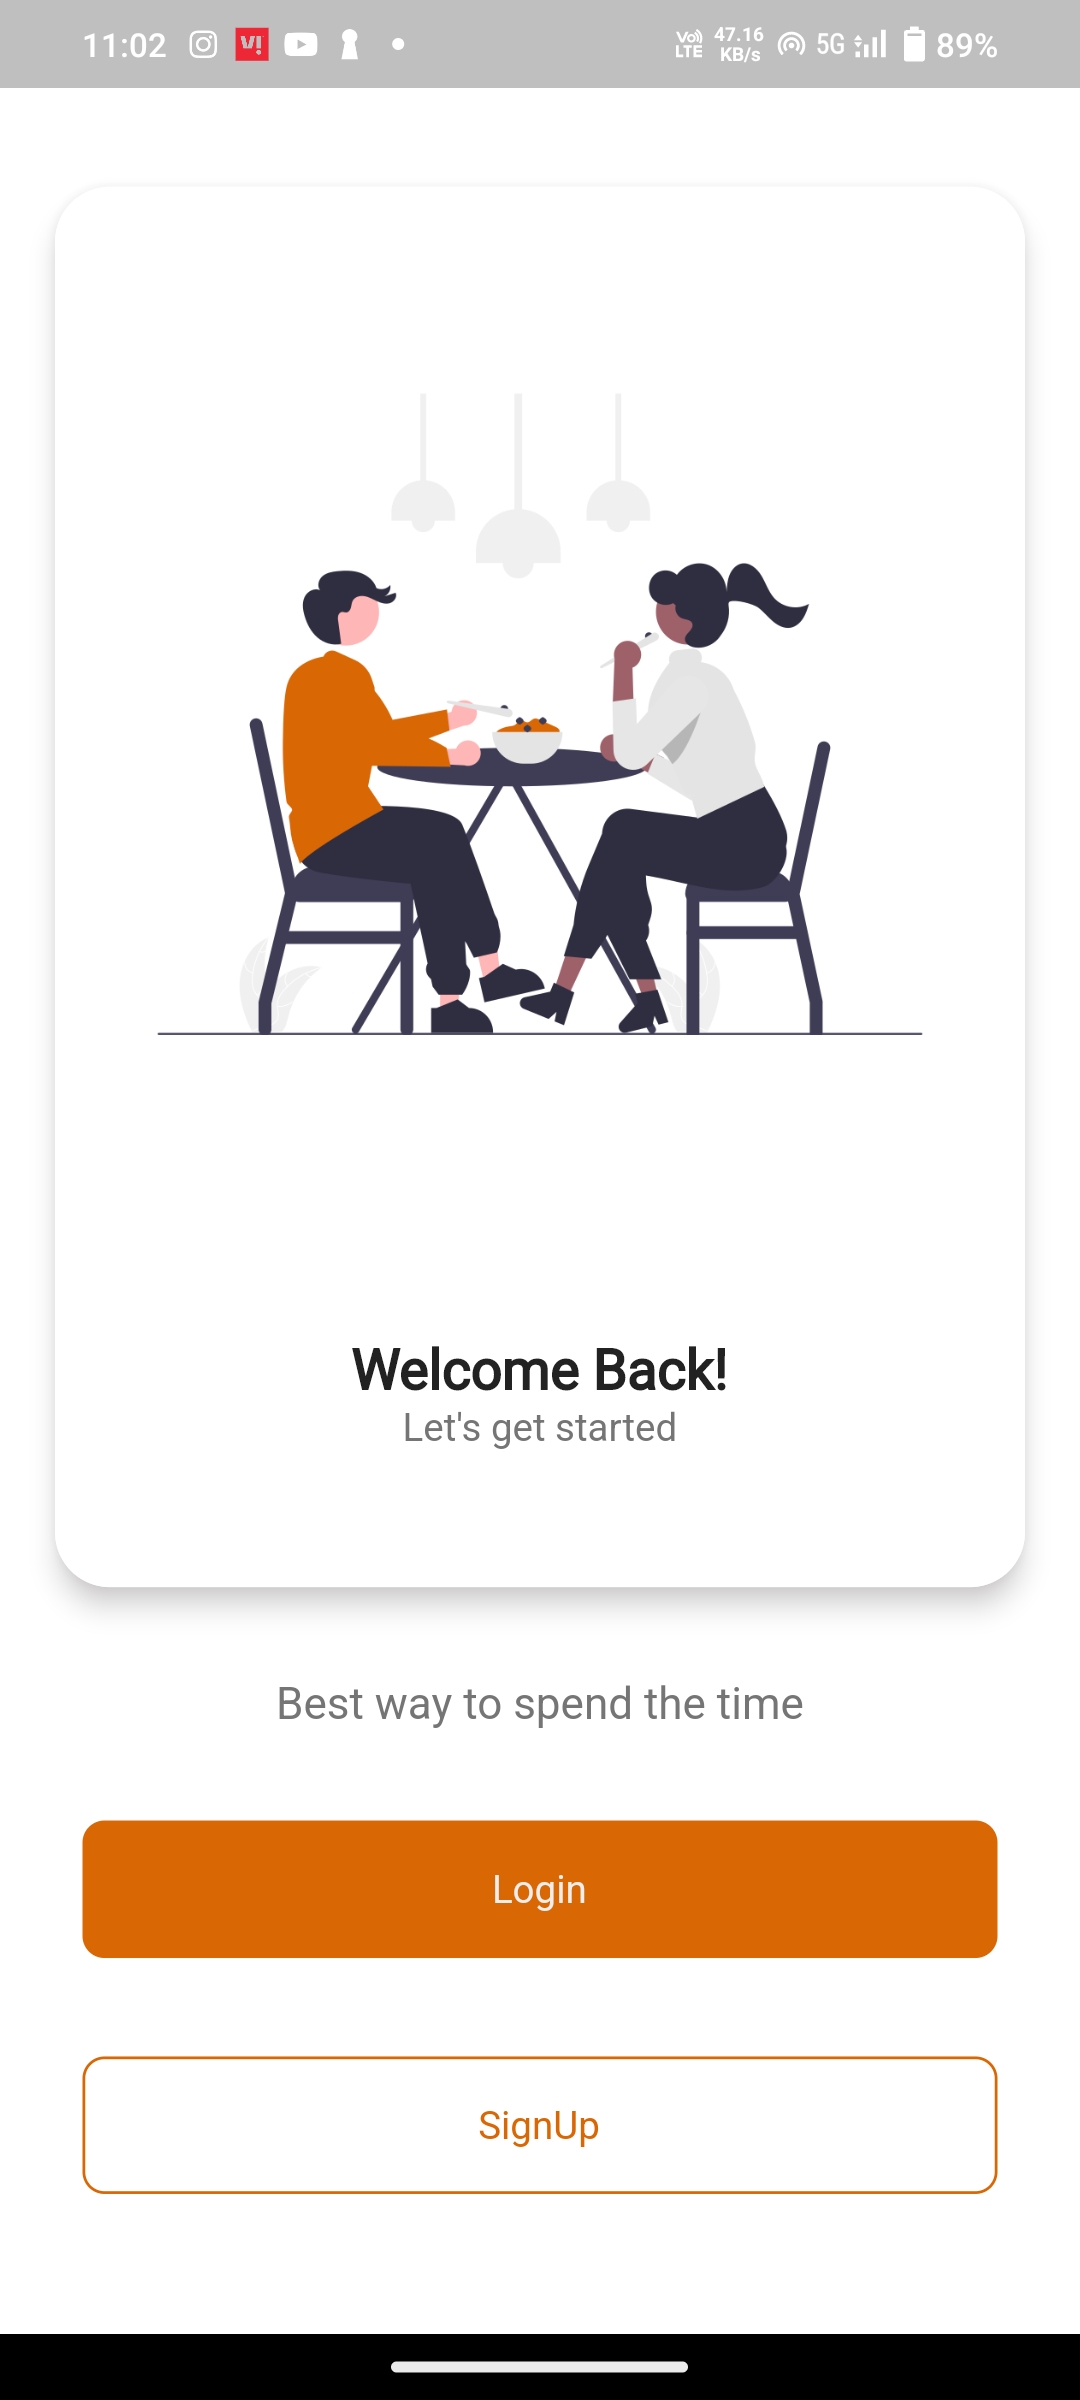 11:02 V! Vo) LTE 47.16 KB/s 5G 89%
Welcome Back!
Let's get started
Best way to spend the time
Login
SignUp